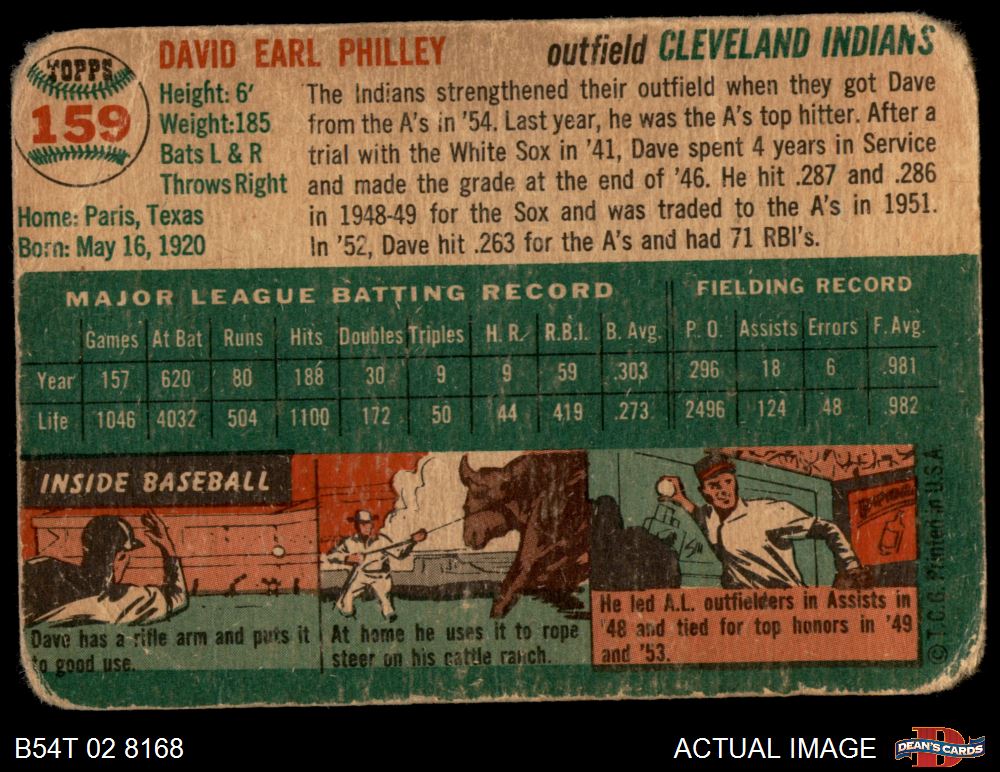 TOPPS
159
DAVID EARL PHILLEY
outfield CLEVELAND INDIANS
Height: 6'
Weight:185
Bats L & R
Throws Right
Home: Paris, Texas
Born: May 16, 1920
The Indians strengthened their outfield when they got Dave
from the A's in '54. Last year, he was the A's top hitter. After a
trial with the White Sox in '41, Dave spent 4 years in Service
and made the grade at the end of '46. He hit .287 and .286
in 1948-49 for the Sox and was traded to the A's in 1951.
In '52, Dave hit .263 for the A's and had 71 RBI's.
MAJOR LEAGUE BATTING RECORD FIELDING RECORD
Games At Bat Runs Hits Doubles Triples H. R. R.B.I. B. Avg. P. O. Assists Errors F. Avg.
Year 157 620 80 188 30 9 9 59 .303 296 18 6 .981
Life 1046 4032 504 1100 172 50 44 419 .273 2496 124 48 .982
INSIDE BASEBALL
Dave has a rifle arm and puts it
to good use.
At home he uses it to rope
steer on his cattle ranch.
He led A.L. outfielders in Assists in
'48 and tied for top honors in '49
and '53.
© T.C.G. Printed in U.S.A.
B54T 02 8168
ACTUAL IMAGE
DEAN'S CARDS